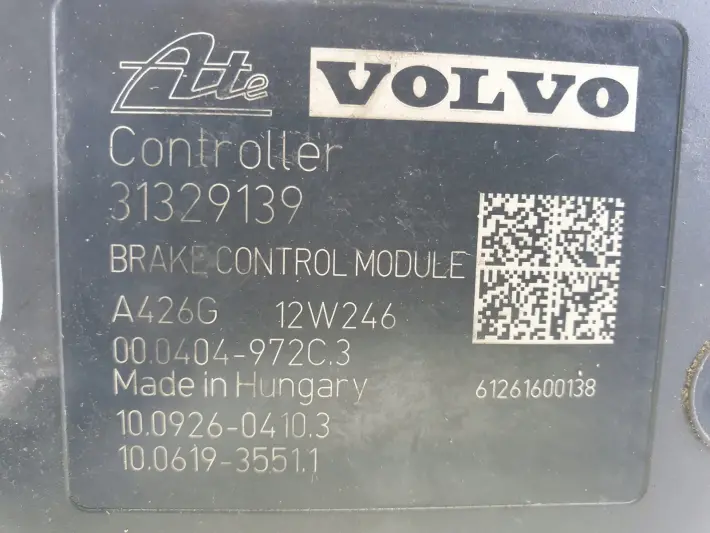 Ate VOLVO
Controller
31329139
BRAKE CONTROL MODULE
A426G 12W246
00.0404-972C.3
Made in Hungary 61261600138
10.0926-0410.3
10.0619-3551.1